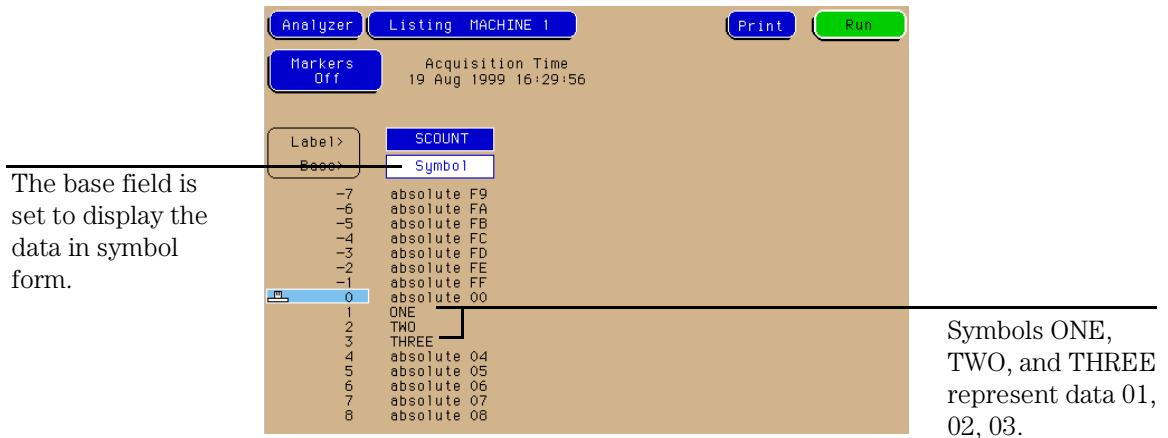 Analyzer Listing MACHINE 1 Print Run
Markers Off Acquisition Time
19 Aug 1999 16:29:56
Label> SCOUNT
Base> Symbol
The base field is
set to display the
data in symbol
form.
-7 absolute F9
-6 absolute FA
-5 absolute FB
-4 absolute FC
-3 absolute FD
-2 absolute FE
-1 absolute FF
0 absolute 00
1 ONE
2 TWO
3 THREE
4 absolute 04
5 absolute 05
6 absolute 06
7 absolute 07
8 absolute 08
Symbols ONE,
TWO, and THREE
represent data 01,
02, 03.